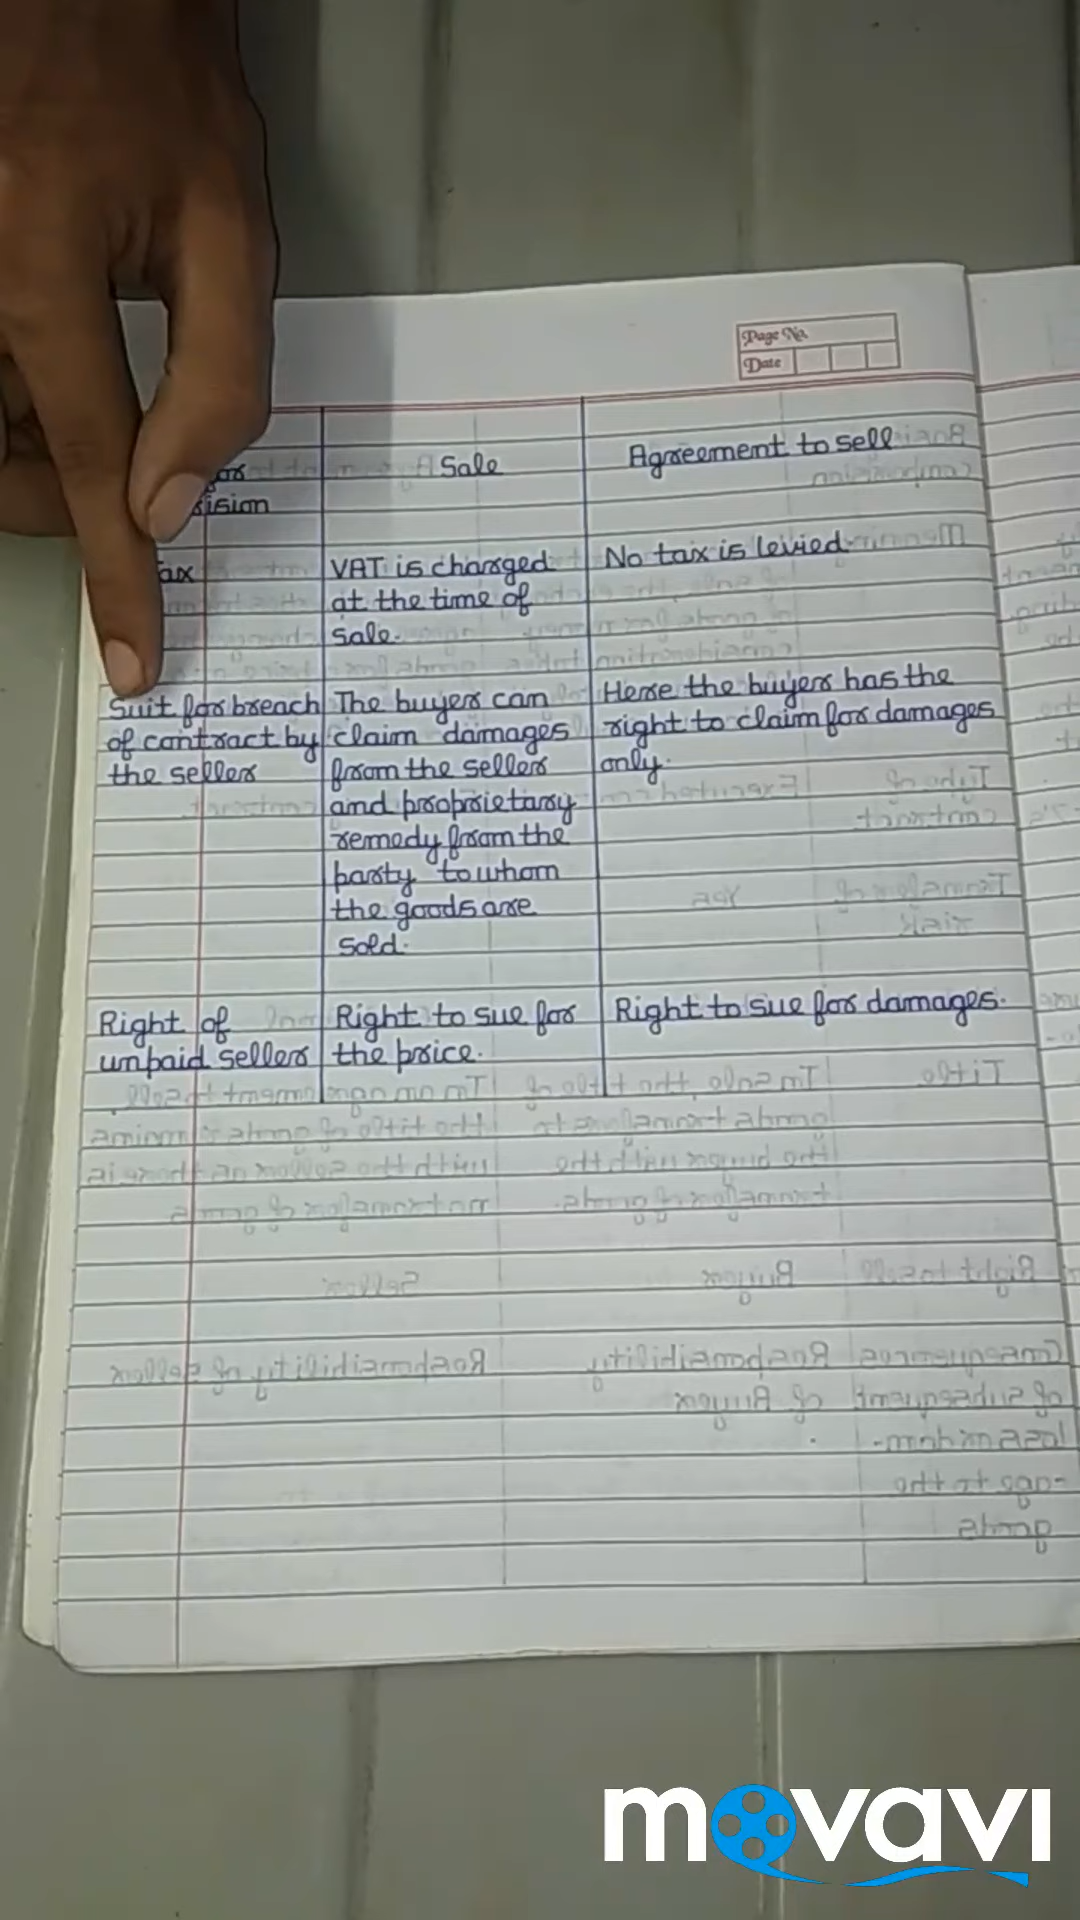 Page No.
Date
Sale
Agreement to sell
Tax
VAT is charged
at the time of
sale.
No tax is levied.
Suit for breach
of contract by
the seller
The buyer can
claim damages
from the seller
and proprietary
remedy from the
party to whom
the goods are
sold.
Here the buyer has the
right to claim for damages
only.
Right of
unpaid seller
Right to sue for
the price.
Right to sue for damages.
movavi